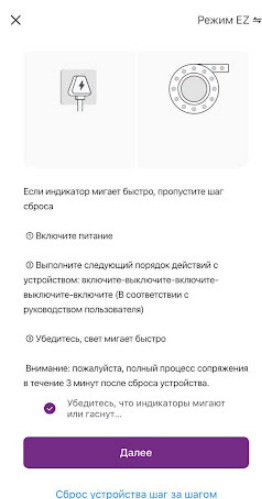 Режим EZ
Если индикатор мигает быстро, пропустите шаг
сброса
① Включите питание
② Выполните следующий порядок действий с
устройством: включите-выключите-включите-
выключите-включите (В соответствии с
руководством пользователя)
③ Убедитесь, свет мигает быстро
Внимание: пожалуйста, полный процесс сопряжения
в течение 3 минут после сброса устройства.
Убедитесь, что индикаторы мигают
или гаснут...
Далее
Сброс устройства шаг за шагом